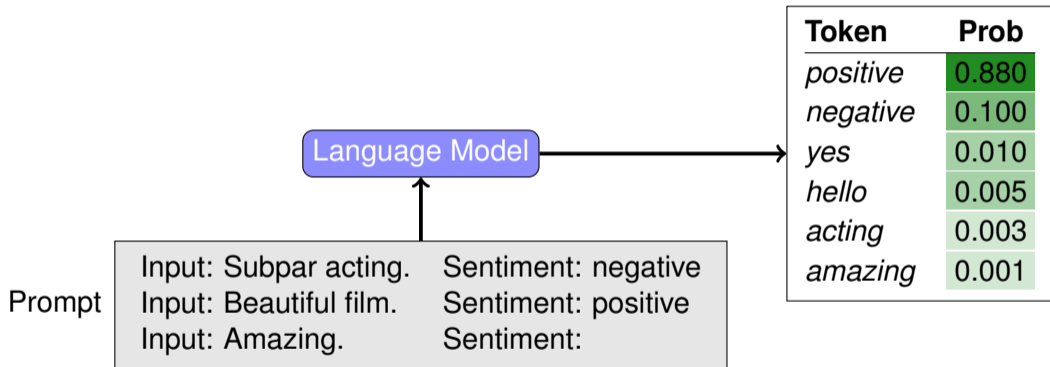 Token Prob
positive 0.880
negative 0.100
yes 0.010
hello 0.005
acting 0.003
amazing 0.001
Language Model
Prompt
Input: Subpar acting. Sentiment: negative
Input: Beautiful film. Sentiment: positive
Input: Amazing. Sentiment: